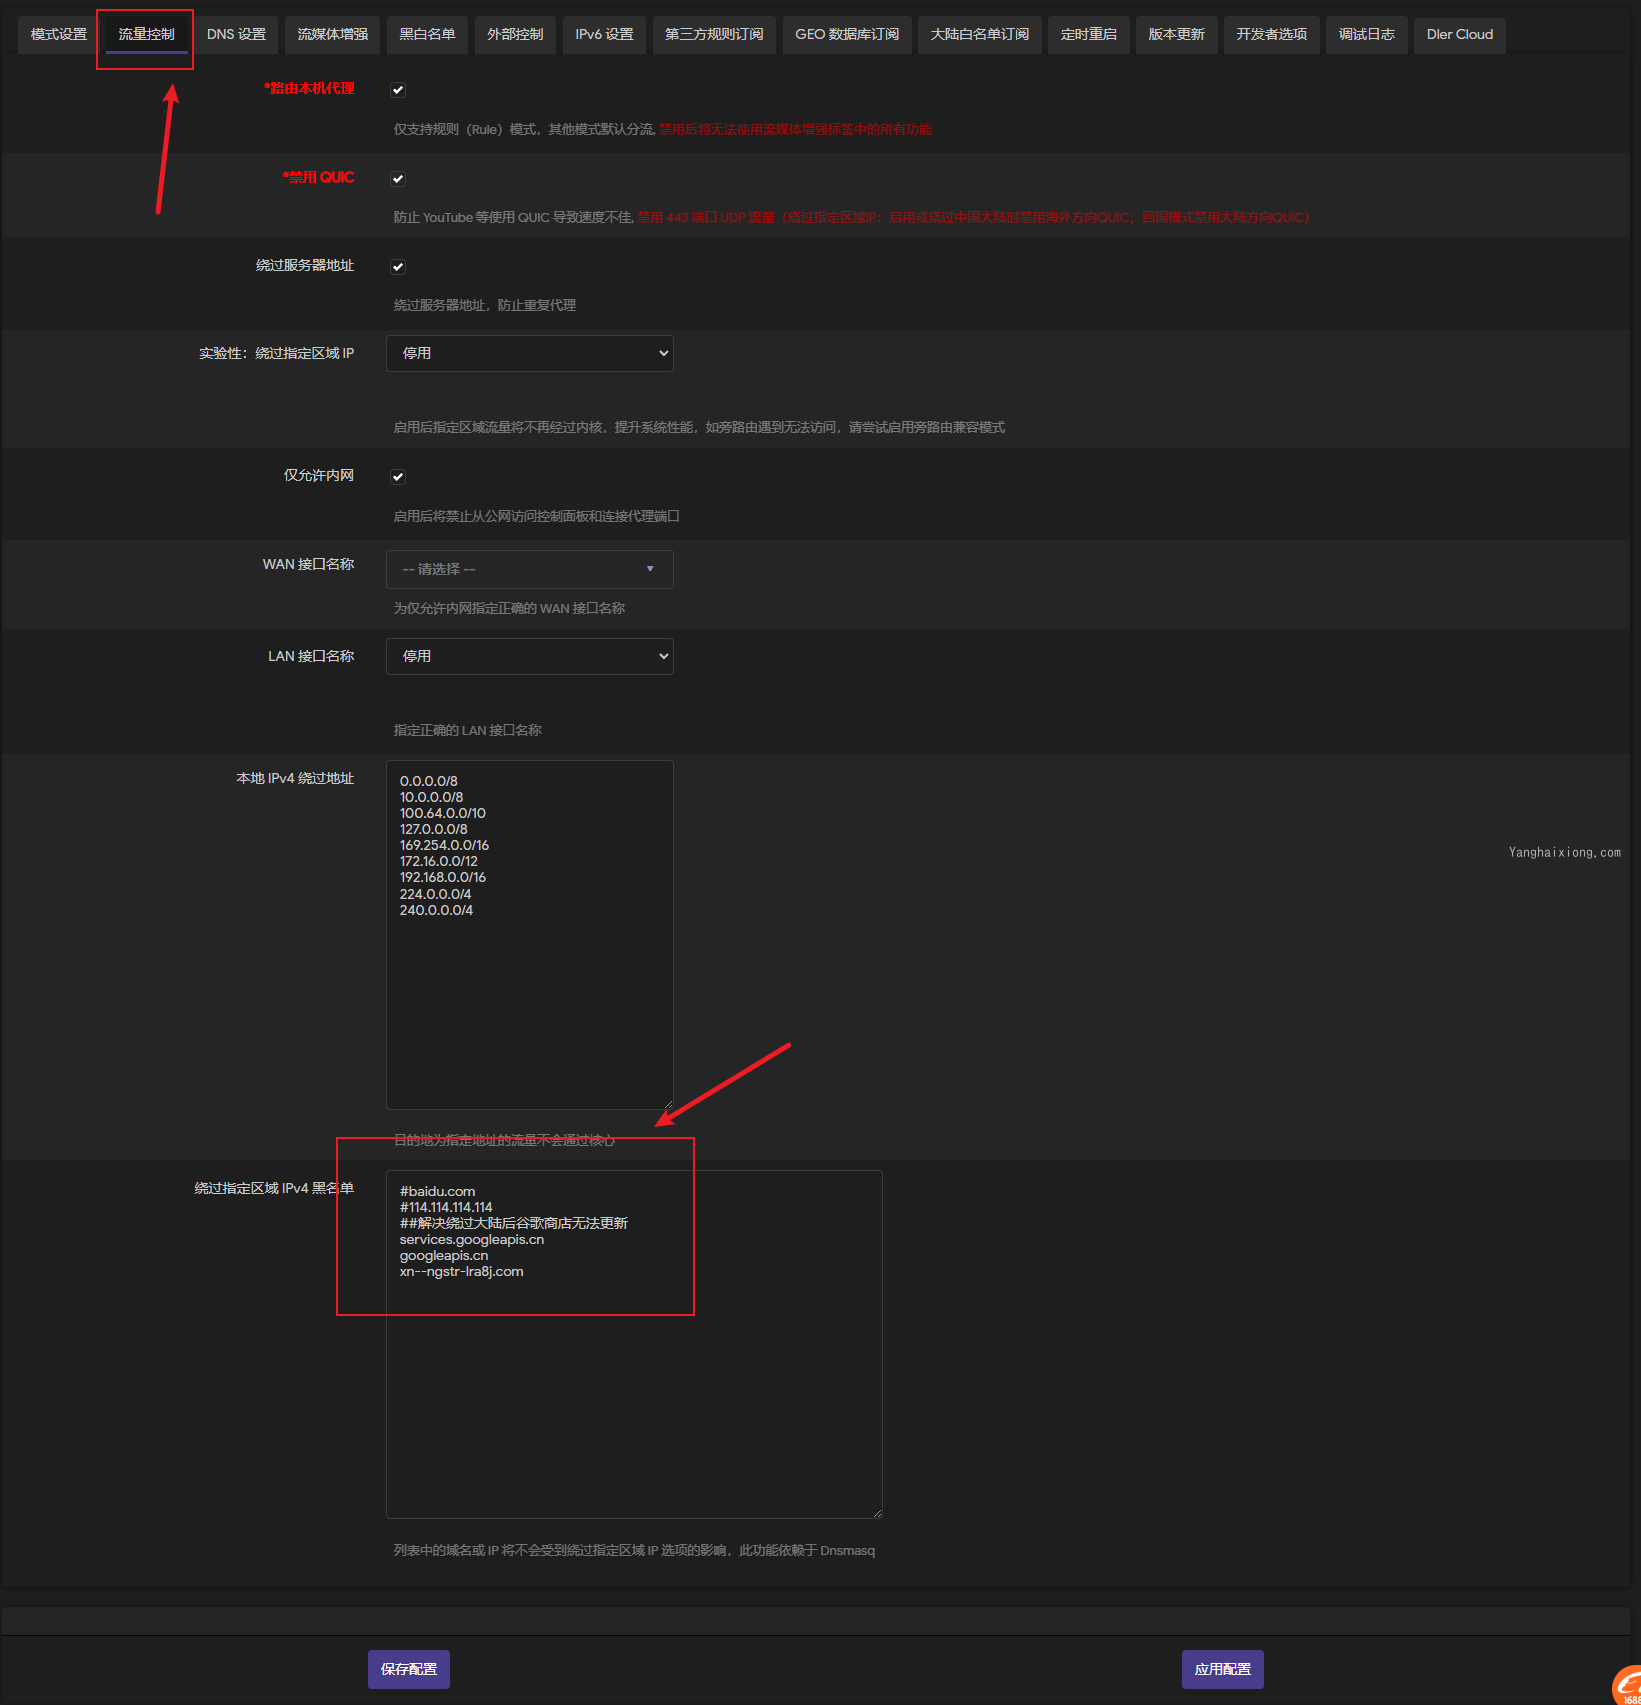 模式设置
流量控制
DNS 设置
流媒体增强
黑白名单
外部控制
IPv6 设置
第三方规则订阅
GEO 数据库订阅
大陆白名单订阅
定时重启
版本更新
开发者选项
调试日志
Dler Cloud
*路由本机代理
仅支持规则（Rule）模式，其他模式默认分流, 禁用后将无法使用流媒体增强标签中的所有功能
*禁用 QUIC
防止 YouTube 等使用 QUIC 导致速度不佳, 禁用 443 端口 UDP 流量（绕过指定区域IP：启用或绕过中国大陆时禁用海外方向QUIC；回国模式禁用大陆方向QUIC）
绕过服务器地址
绕过服务器地址，防止重复代理
实验性：绕过指定区域 IP
停用
启用后指定区域流量将不再经过内核，提升系统性能，如旁路由遇到无法访问，请尝试启用旁路由兼容模式
仅允许内网
启用后将禁止从公网访问控制面板和连接代理端口
WAN 接口名称
-- 请选择 --
为仅允许内网指定正确的 WAN 接口名称
LAN 接口名称
停用
指定正确的 LAN 接口名称
本地 IPv4 绕过地址
0.0.0.0/8
10.0.0.0/8
100.64.0.0/10
127.0.0.0/8
169.254.0.0/16
172.16.0.0/12
192.168.0.0/16
224.0.0.0/4
240.0.0.0/4
Yanghaixiong.com
目的地为指定地址的流量不会通过核心
绕过指定区域 IPv4 黑名单
#baidu.com
#114.114.114.114
##解决绕过大陆后谷歌商店无法更新
services.googleapis.cn
googleapis.cn
xn--ngstr-lra8j.com
列表中的域名或 IP 将不会受到绕过指定区域 IP 选项的影响，此功能依赖于 Dnsmasq
保存配置
应用配置
1688